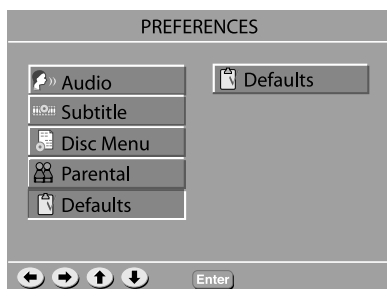 PREFERENCES
Audio
Subtitle
Disc Menu
Parental
Defaults
Defaults
Enter